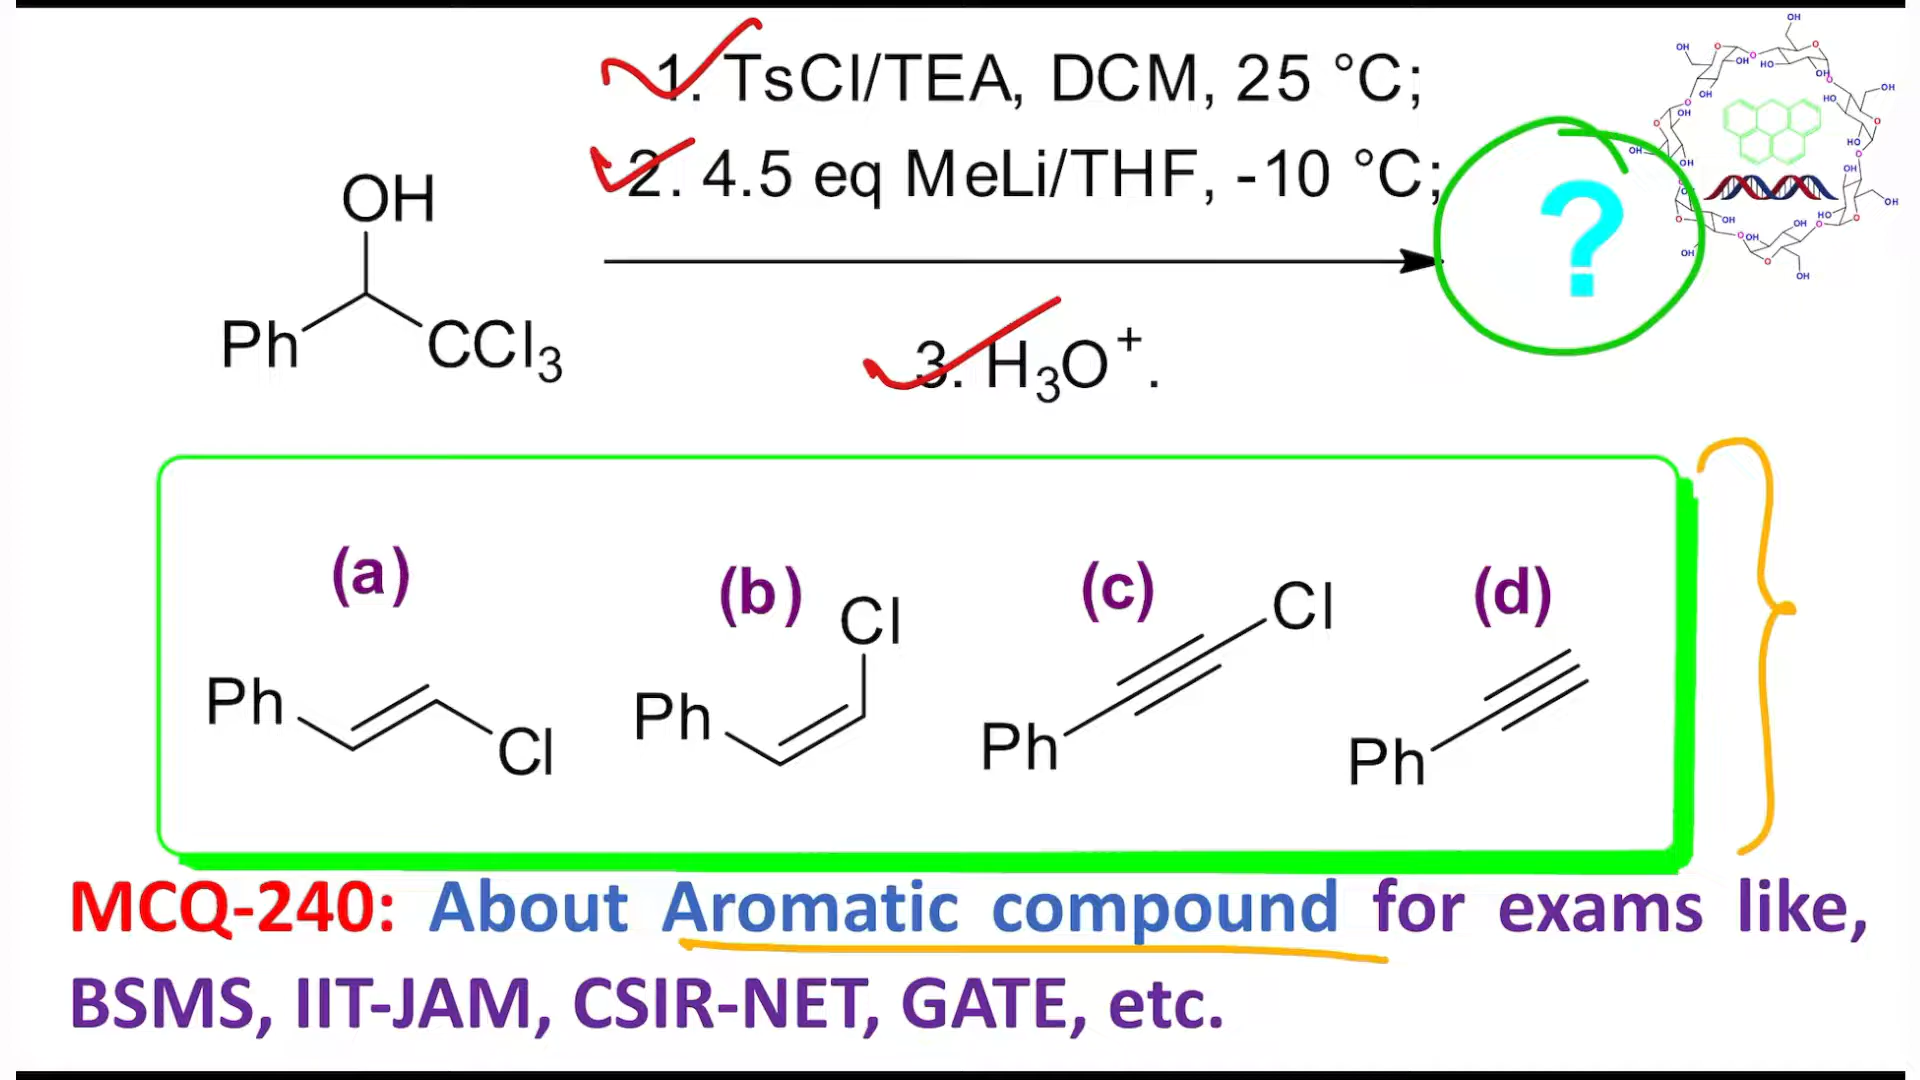 1. TsCl/TEA, DCM, 25 °C;
2. 4.5 eq MeLi/THF, -10 °C;
OH
Ph
CCl3
?
3. H3O+.
(a)
(b)
(c)
(d)
Cl
Cl
Ph
Ph
Cl
Ph
Ph
MCQ-240: About Aromatic compound for exams like,
BSMS, IIT-JAM, CSIR-NET, GATE, etc.